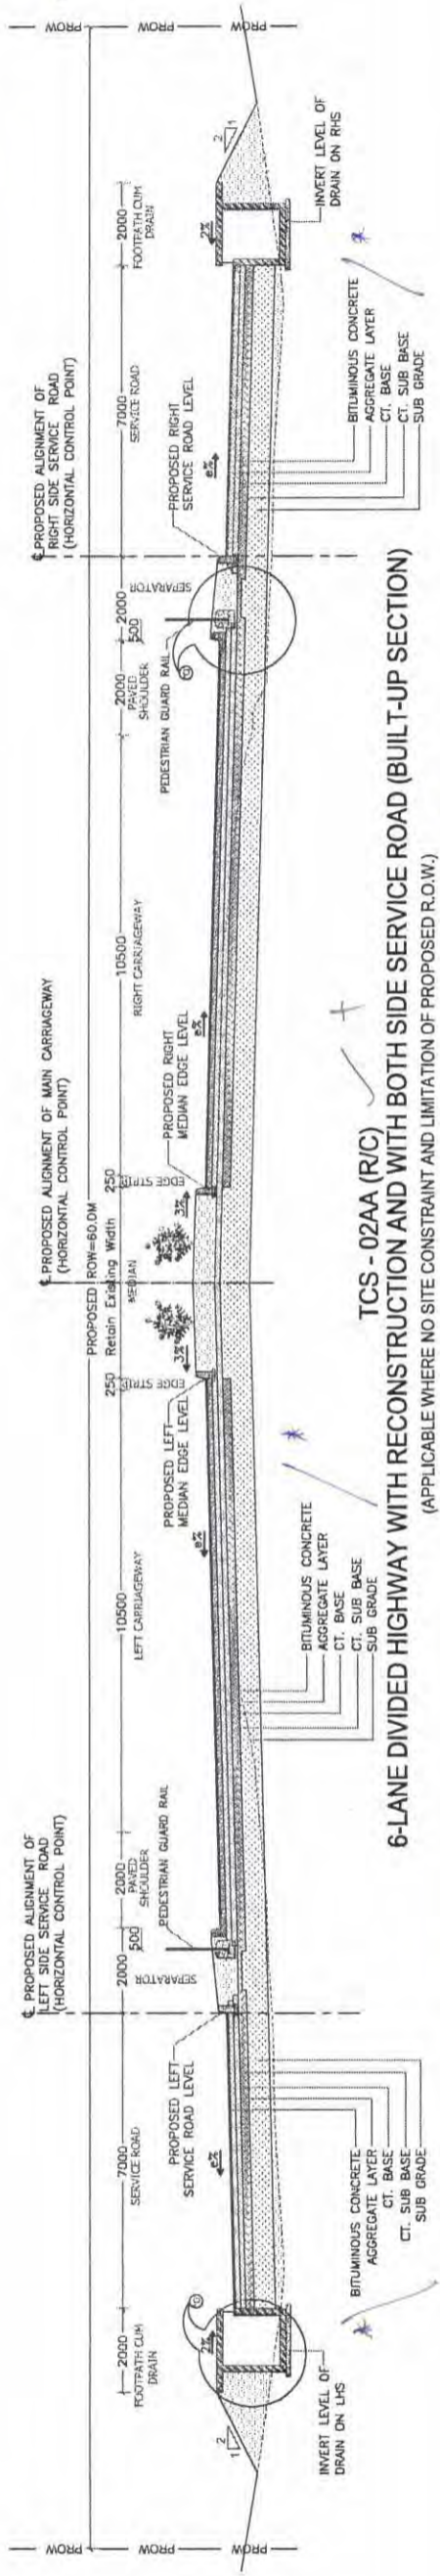 PROW PROW PROW
PROW PROW PROW
℄ PROPOSED ALIGNMENT OF
LEFT SIDE SERVICE ROAD
(HORIZONTAL CONTROL POINT)
℄ PROPOSED ALIGNMENT OF MAIN CARRIAGEWAY
(HORIZONTAL CONTROL POINT)
℄ PROPOSED ALIGNMENT OF
RIGHT SIDE SERVICE ROAD
(HORIZONTAL CONTROL POINT)
PROPOSED ROW=60.0M
2000
FOOTPATH CUM
DRAIN
7000
SERVICE ROAD
2000
SEPARATOR
500
2000
PAVED
SHOULDER
10500
LEFT CARRIAGEWAY
250
EDGE STRIP
Retain Existing Width
MEDIAN
250
EDGE STRIP
10500
RIGHT CARRIAGEWAY
2000
PAVED
SHOULDER
500
2000
SEPARATOR
7000
SERVICE ROAD
2000
FOOTPATH CUM
DRAIN
PEDESTRIAN GUARD RAIL
PEDESTRIAN GUARD RAIL
PROPOSED LEFT
SERVICE ROAD LEVEL
PROPOSED LEFT
MEDIAN EDGE LEVEL
PROPOSED RIGHT
MEDIAN EDGE LEVEL
PROPOSED RIGHT
SERVICE ROAD LEVEL
2%
e%
e%
3%
3%
e%
e%
2%
2
1
2
1
INVERT LEVEL OF
DRAIN ON LHS
INVERT LEVEL OF
DRAIN ON RHS
BITUMINOUS CONCRETE
AGGREGATE LAYER
CT. BASE
CT. SUB BASE
SUB GRADE
BITUMINOUS CONCRETE
AGGREGATE LAYER
CT. BASE
CT. SUB BASE
SUB GRADE
BITUMINOUS CONCRETE
AGGREGATE LAYER
CT. BASE
CT. SUB BASE
SUB GRADE
TCS - 02AA (R/C)
6-LANE DIVIDED HIGHWAY WITH RECONSTRUCTION AND WITH BOTH SIDE SERVICE ROAD (BUILT-UP SECTION)
(APPLICABLE WHERE NO SITE CONSTRAINT AND LIMITATION OF PROPOSED R.O.W.)